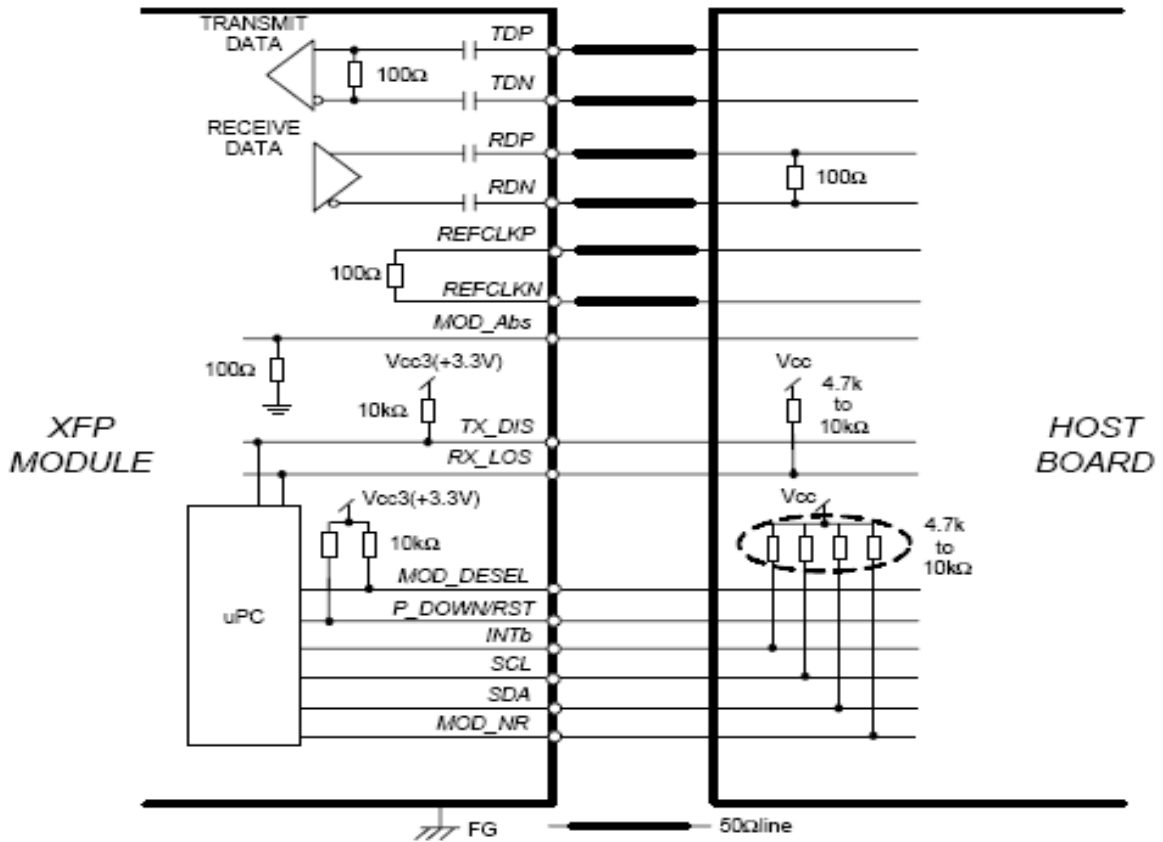 TRANSMIT
DATA
TDP
100Ω
TDN
RECEIVE
DATA
RDP
100Ω
RDN
REFCLKP
100Ω
REFCLKN
MOD_Abs
100Ω
Vcc3(+3.3V)
10kΩ
TX_DIS
RX_LOS
Vcc
4.7k
to
10kΩ
XFP
MODULE
HOST
BOARD
Vcc3(+3.3V)
10kΩ
MOD_DESEL
Vcc
4.7k
to
10kΩ
uPC
P_DOWN/RST
INTb
SCL
SDA
MOD_NR
FG
50Ωline